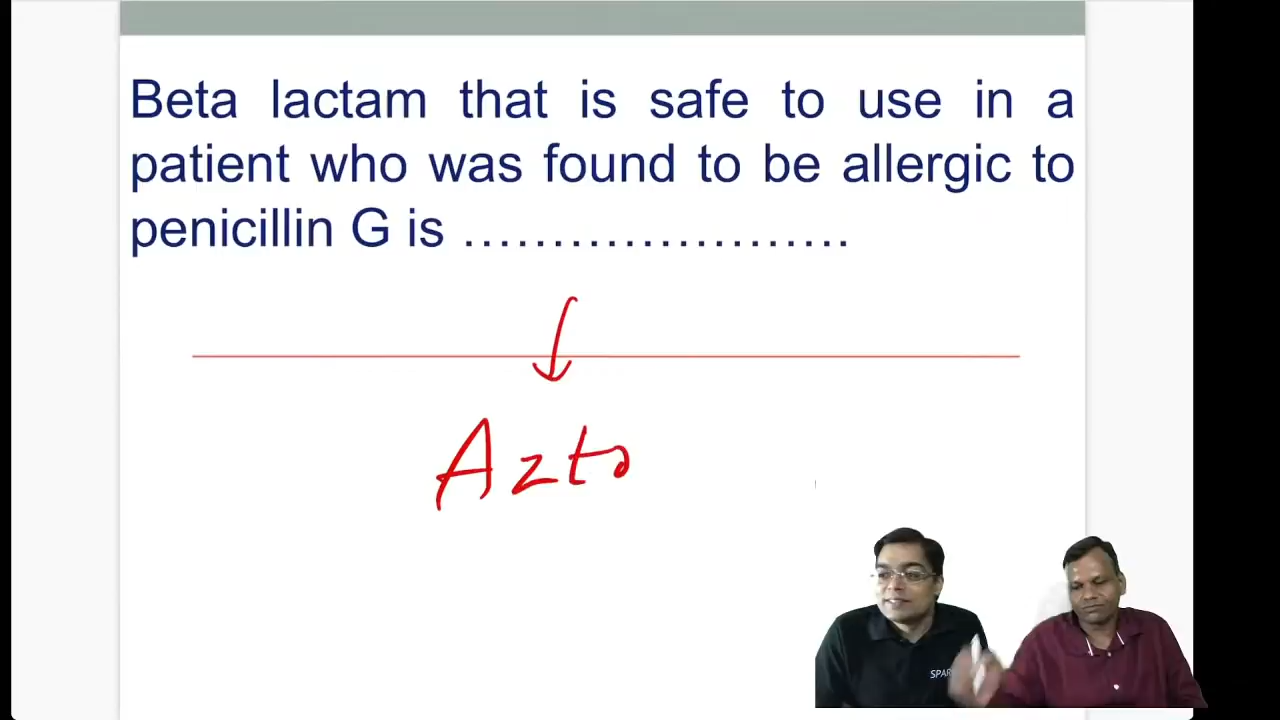 Beta lactam that is safe to use in a
patient who was found to be allergic to
penicillin G is ........................
Azto
SPAR